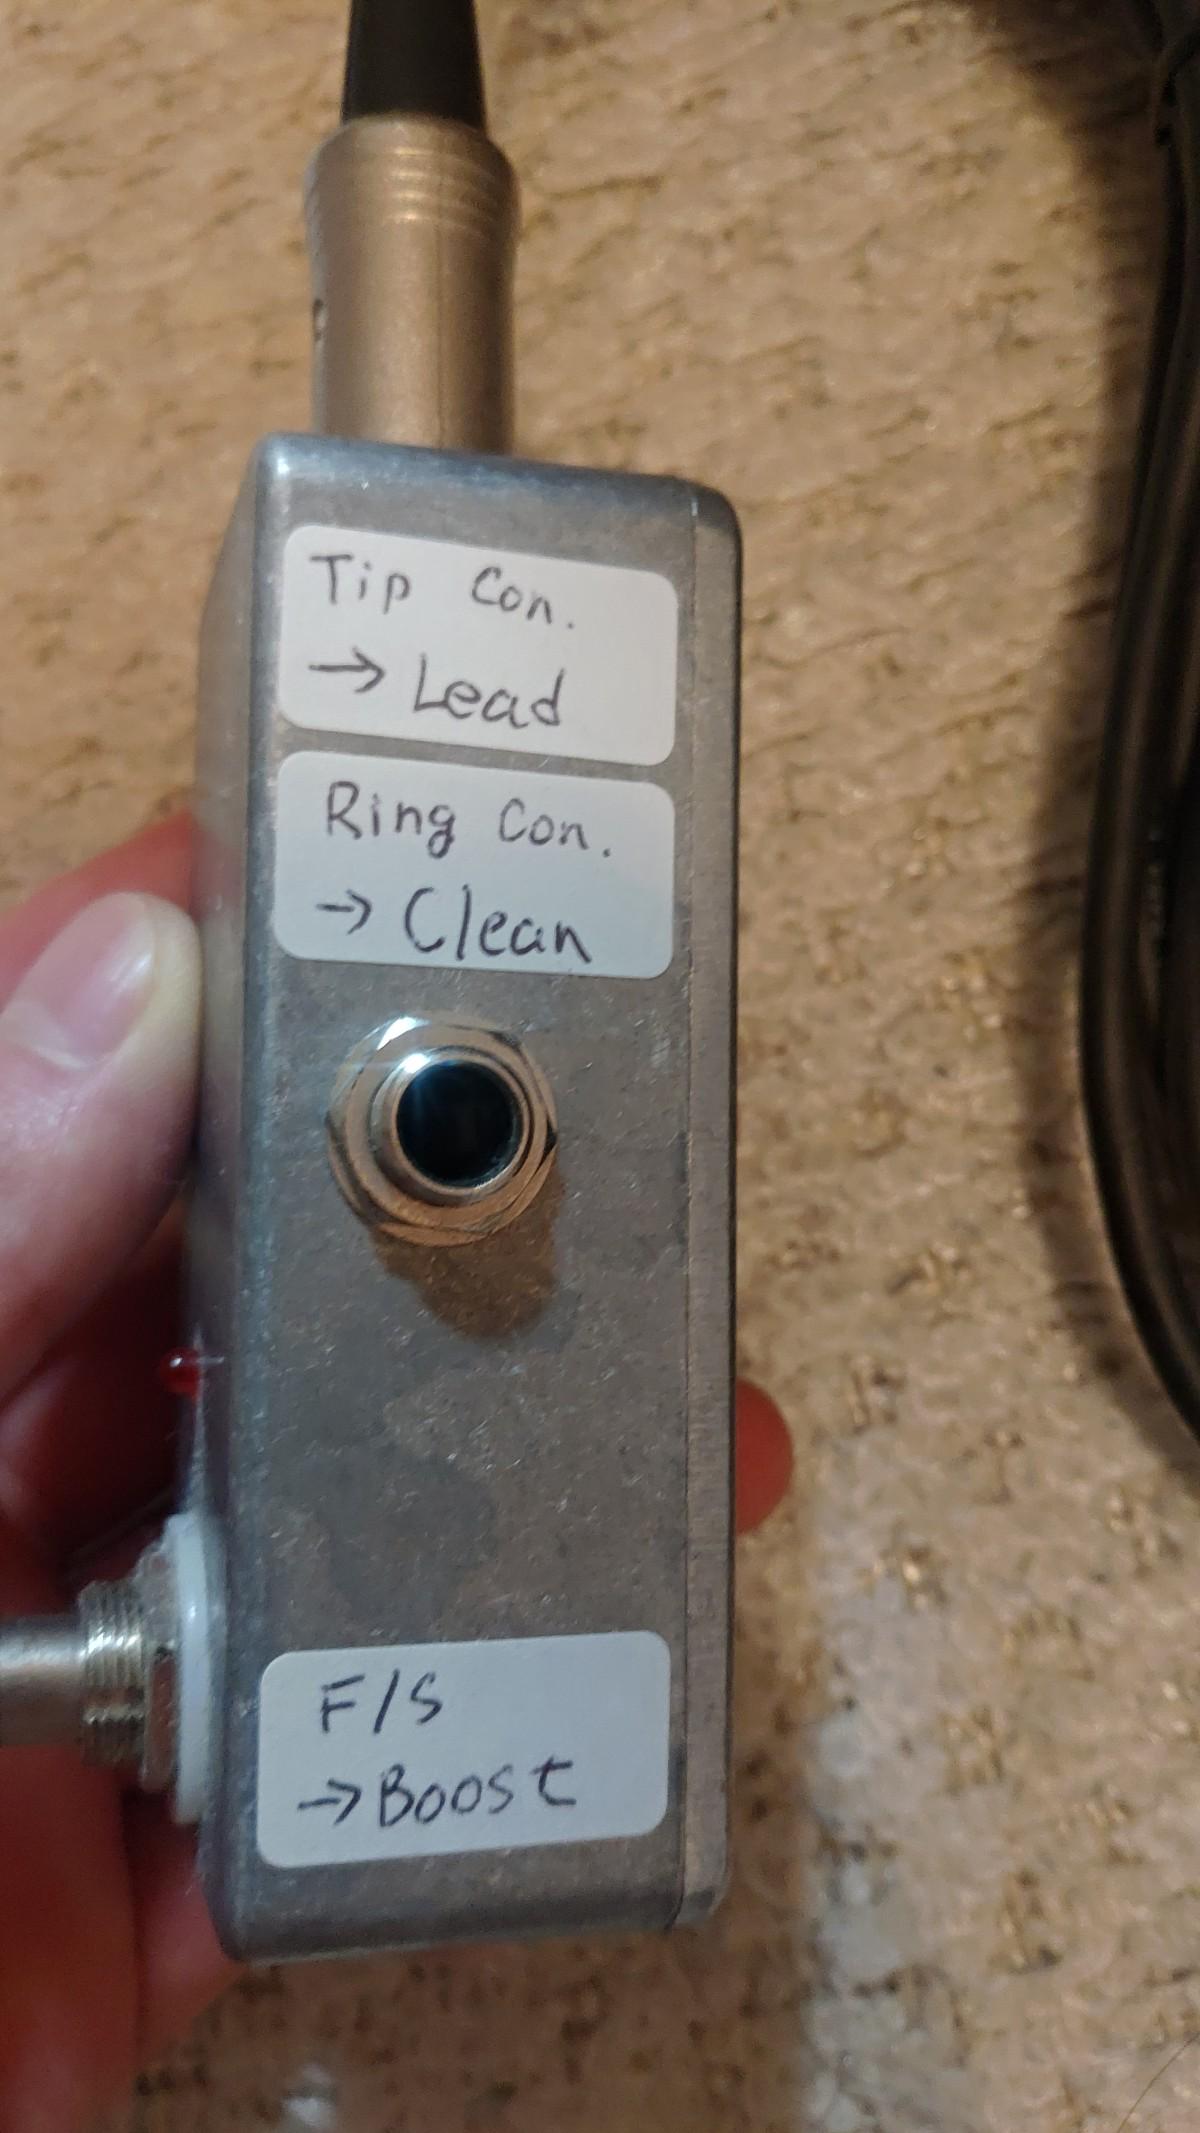 Tip Con.
→ Lead
Ring Con.
→ Clean
F/S
→ Boost